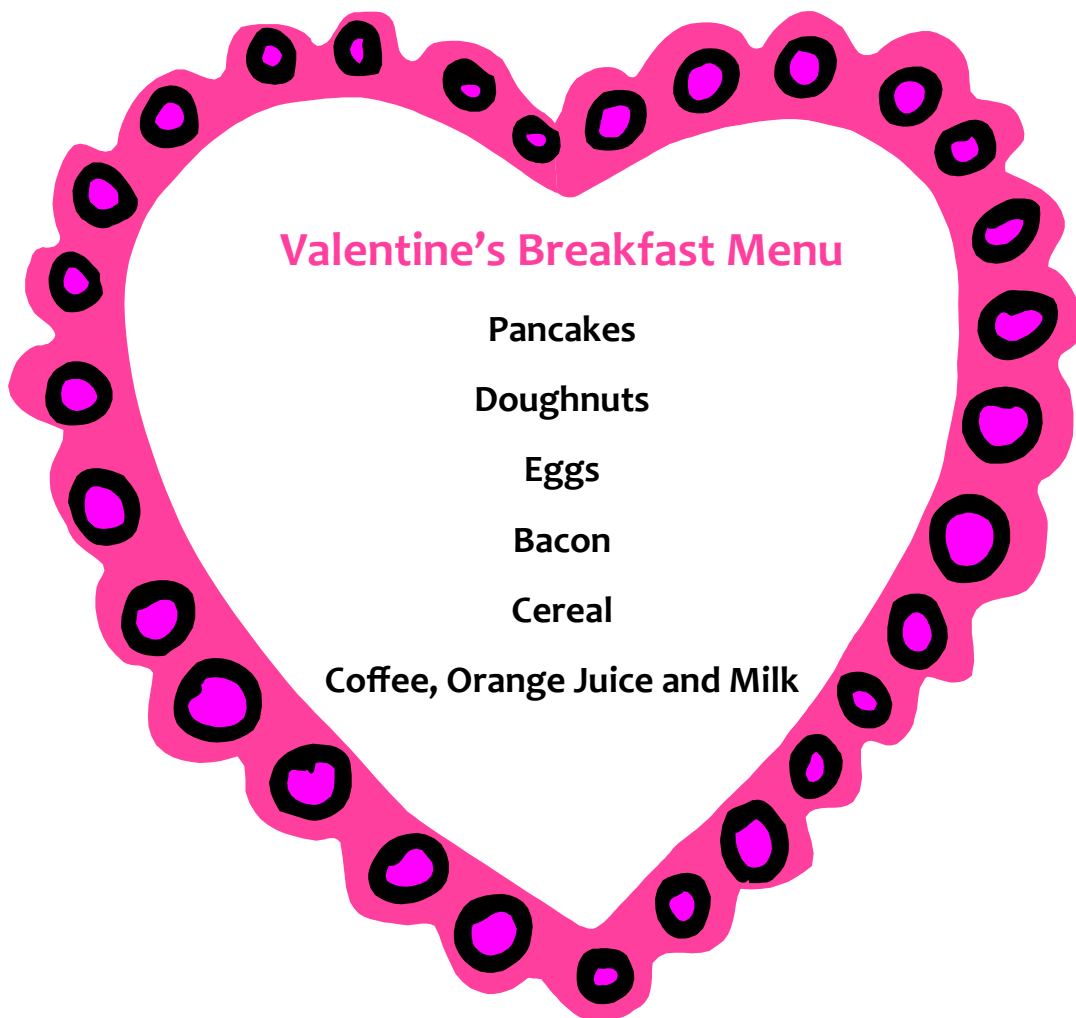 Valentine’s Breakfast Menu
Pancakes
Doughnuts
Eggs
Bacon
Cereal
Coffee, Orange Juice and Milk